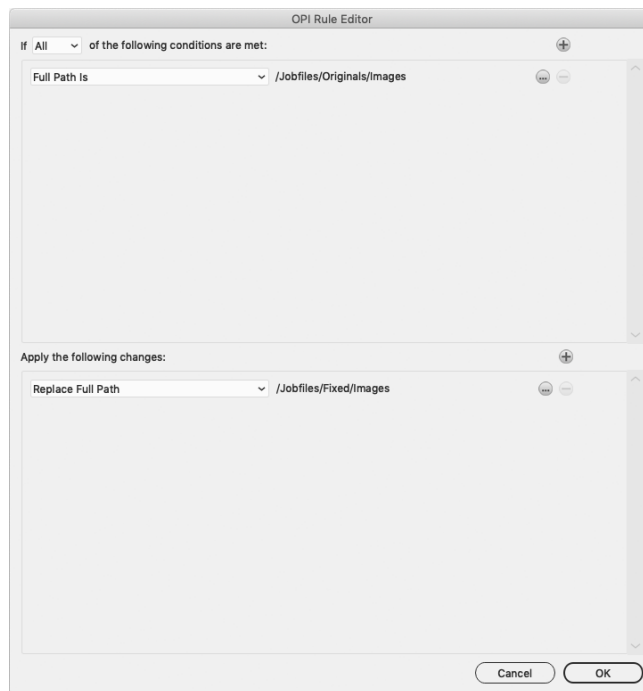 OPI Rule Editor
If All of the following conditions are met:
Full Path Is /Jobfiles/Originals/Images
Apply the following changes:
Replace Full Path /Jobfiles/Fixed/Images
Cancel OK